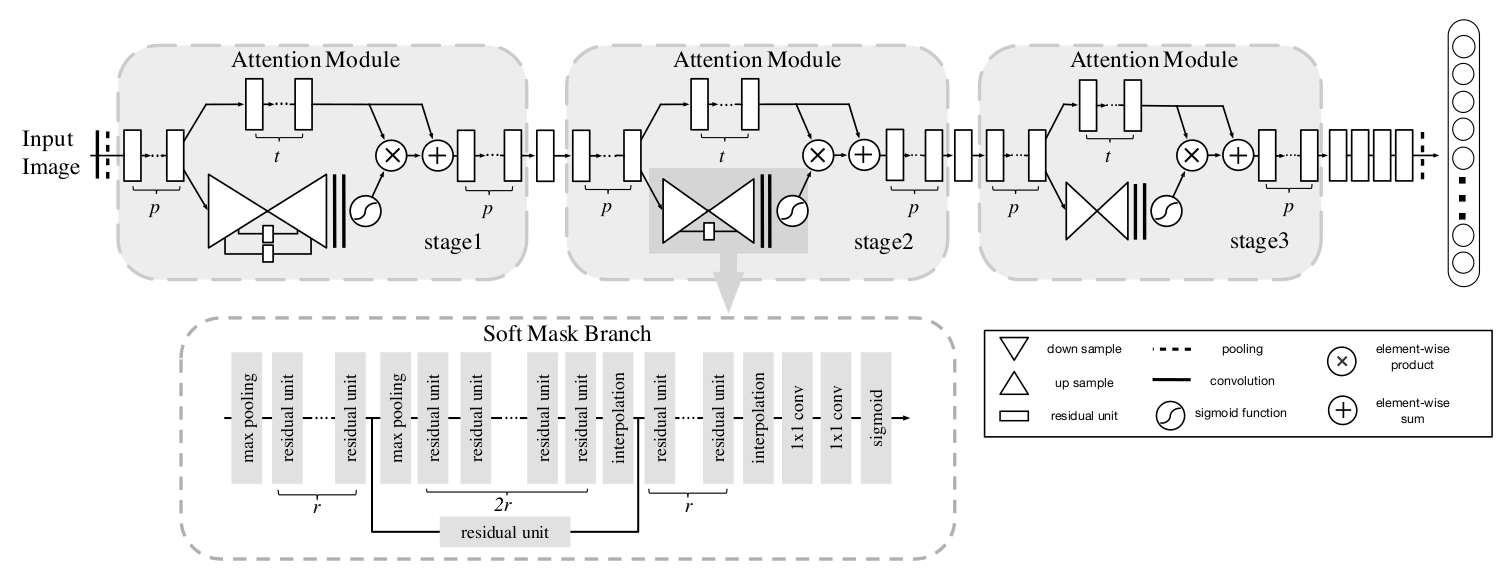 Attention Module
Attention Module
Attention Module
Input
Image
t
t
t
p
p
p
p
p
p
stage1
stage2
stage3
Soft Mask Branch
max pooling
residual unit
residual unit
max pooling
residual unit
residual unit
residual unit
residual unit
interpolation
residual unit
residual unit
interpolation
1x1 conv
1x1 conv
sigmoid
r
2r
r
residual unit
down sample
up sample
residual unit
pooling
convolution
sigmoid function
element-wise
product
element-wise
sum